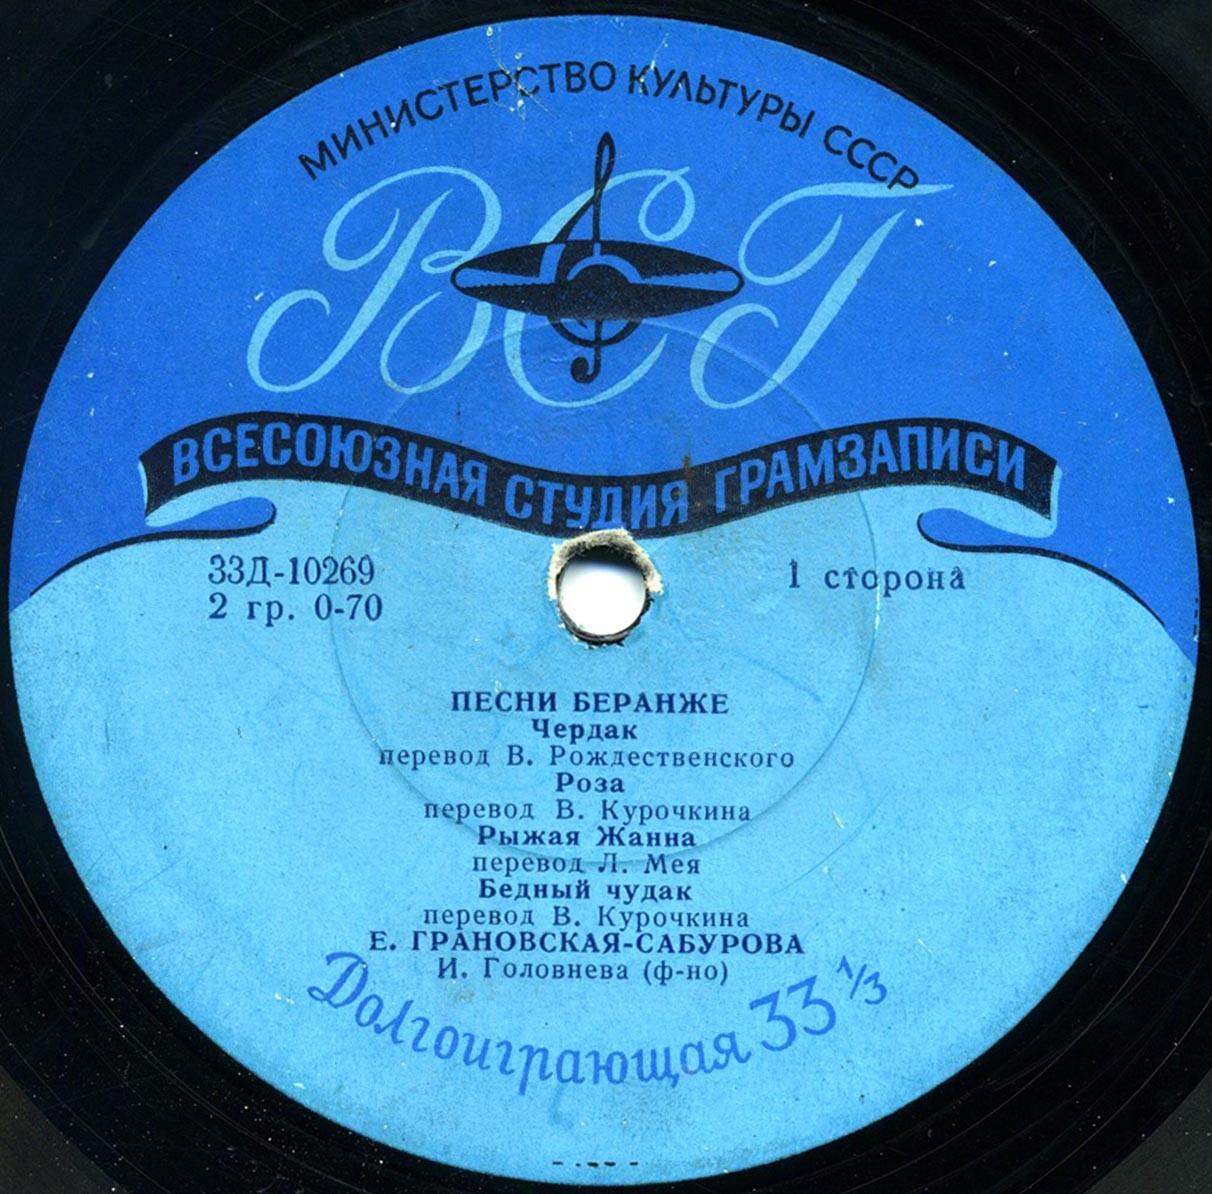 МИНИСТЕРСТВО КУЛЬТУРЫ СССР
ВСГ
ВСЕСОЮЗНАЯ СТУДИЯ ГРАМЗАПИСИ
33Д-10269
1 сторона
2 гр. 0-70
ПЕСНИ БЕРАНЖЕ
Чердак
перевод В. Рождественского
Роза
перевод В. Курочкина
Рыжая Жанна
перевод Л. Мея
Бедный чудак
перевод В. Курочкина
Е. ГРАНОВСКАЯ-САБУРОВА
И. Головнева (ф-но)
Долгоиграющая 33 1/3